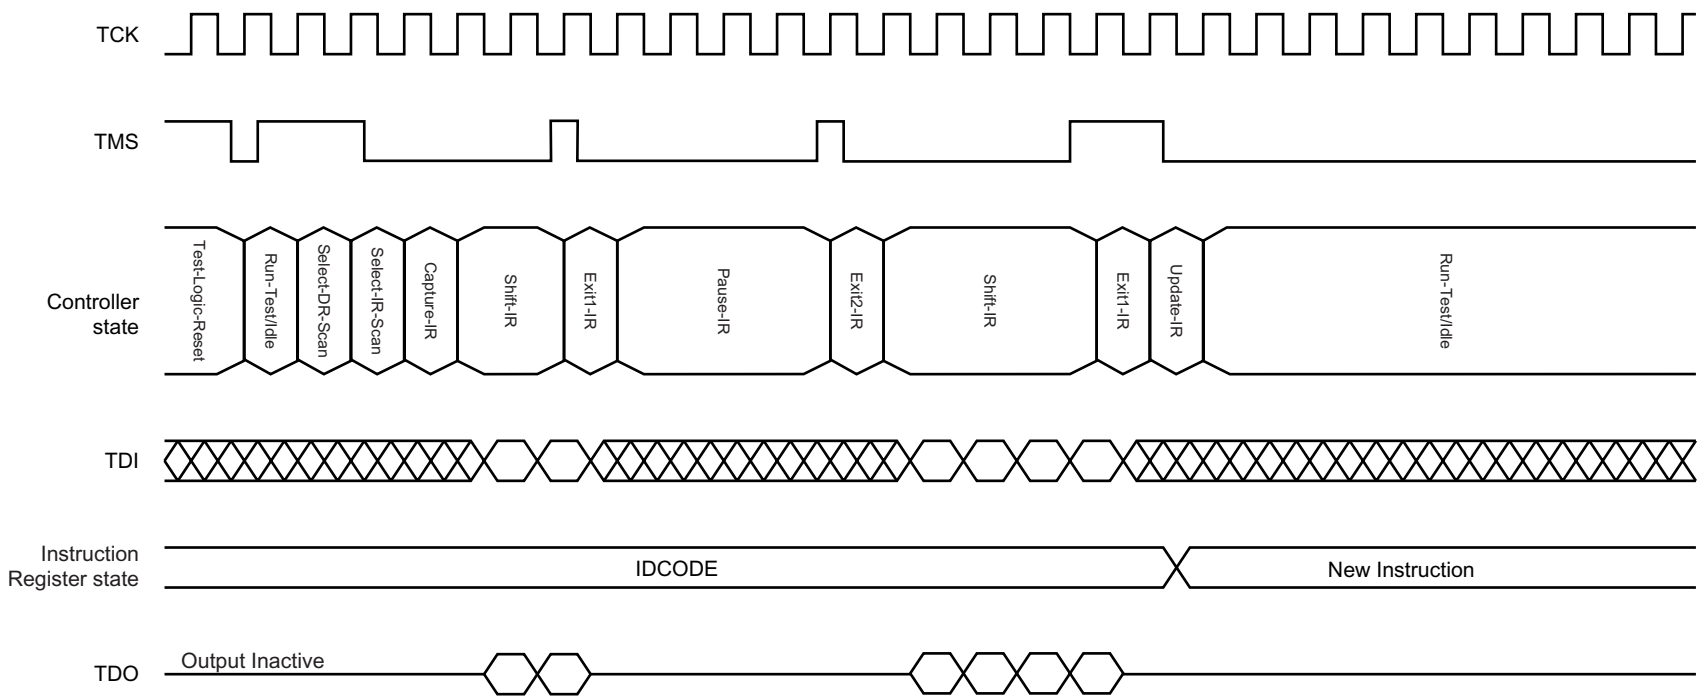 TCK
TMS
Controller
state
Test-Logic-Reset
Run-Test/Idle
Select-DR-Scan
Select-IR-Scan
Capture-IR
Shift-IR
Exit1-IR
Pause-IR
Exit2-IR
Shift-IR
Exit1-IR
Update-IR
Run-Test/Idle
TDI
Instruction
Register state
IDCODE
New Instruction
TDO
Output Inactive